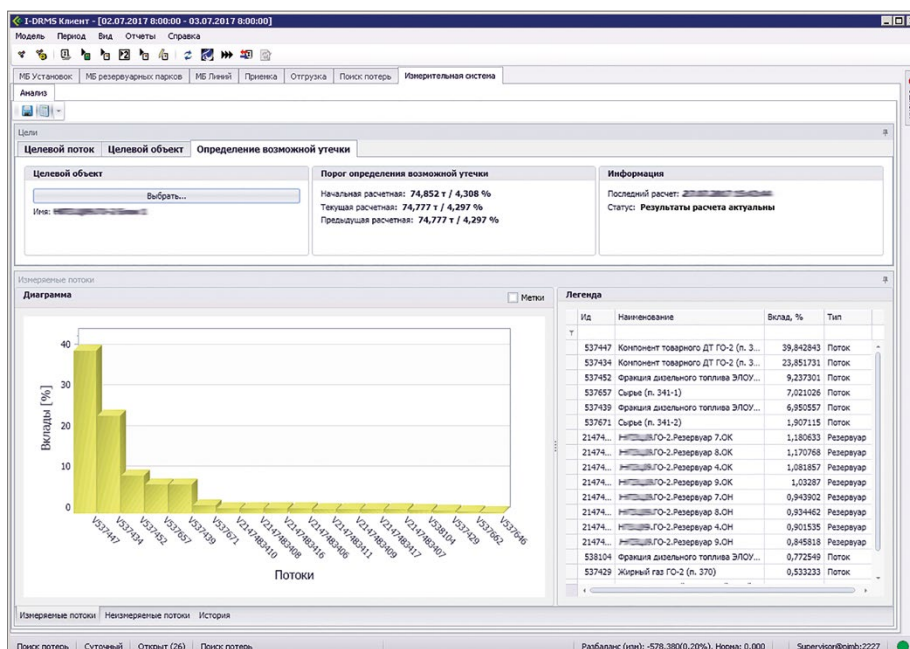 I-DRMS Клиент - [02.07.2017 8:00:00 - 03.07.2017 8:00:00]
Модель Период Вид Отчеты Справка
МБ Установок МБ резервуарных парков МБ Линий Приемка Отгрузка Поиск потерь Измерительная система
Анализ
Цели
Целевой поток Целевой объект Определение возможной утечки
Целевой объект
Выбрать...
Имя:
Порог определения возможной утечки
Начальная расчетная: 74,852 т / 4,308 %
Текущая расчетная: 74,777 т / 4,297 %
Предыдущая расчетная: 74,777 т / 4,297 %
Информация
Последний расчет:
Статус: Результаты расчета актуальны
Измеряемые потоки
Диаграмма
Метки
Вклады [%]
40
30
20
10
0
V537447
V537434
V537452
V537657
V537439
V537671
V2147483410
V2147483408
V2147483416
V2147483406
V2147483411
V2147483409
V2147483417
V2147483407
V538104
V537429
V537662
V537646
Потоки
Легенда
Ид Наименование Вклад, % Тип
537447 Компонент товарного ДТ ГО-2 (п. 3... 39,842843 Поток
537434 Компонент товарного ДТ ГО-2 (п. 3... 23,851731 Поток
537452 Фракция дизельного топлива ЭЛОУ... 9,237301 Поток
537657 Сырье (п. 341-1) 7,021026 Поток
537439 Фракция дизельного топлива ЭЛОУ... 6,950557 Поток
537671 Сырье (п. 341-2) 1,907115 Поток
21474... ГО-2.Резервуар 7.ОК 1,180633 Резервуар
21474... ГО-2.Резервуар 8.ОК 1,170768 Резервуар
21474... ГО-2.Резервуар 4.ОК 1,081857 Резервуар
21474... ГО-2.Резервуар 9.ОК 1,03287 Резервуар
21474... ГО-2.Резервуар 7.ОН 0,943902 Резервуар
21474... ГО-2.Резервуар 8.ОН 0,934462 Резервуар
21474... ГО-2.Резервуар 4.ОН 0,901535 Резервуар
21474... ГО-2.Резервуар 9.ОН 0,845818 Резервуар
538104 Фракция дизельного топлива ЭЛОУ... 0,772549 Поток
537429 Жирный газ ГО-2 (п. 370) 0,533233 Поток
Измеряемые потоки Неизмеряемые потоки История
Поиск потерь Суточный Открыт (26) Поиск потерь Разбаланс (изм): -578,380(0,20%), Норма: 0,000 Supervisor@pimb:2227